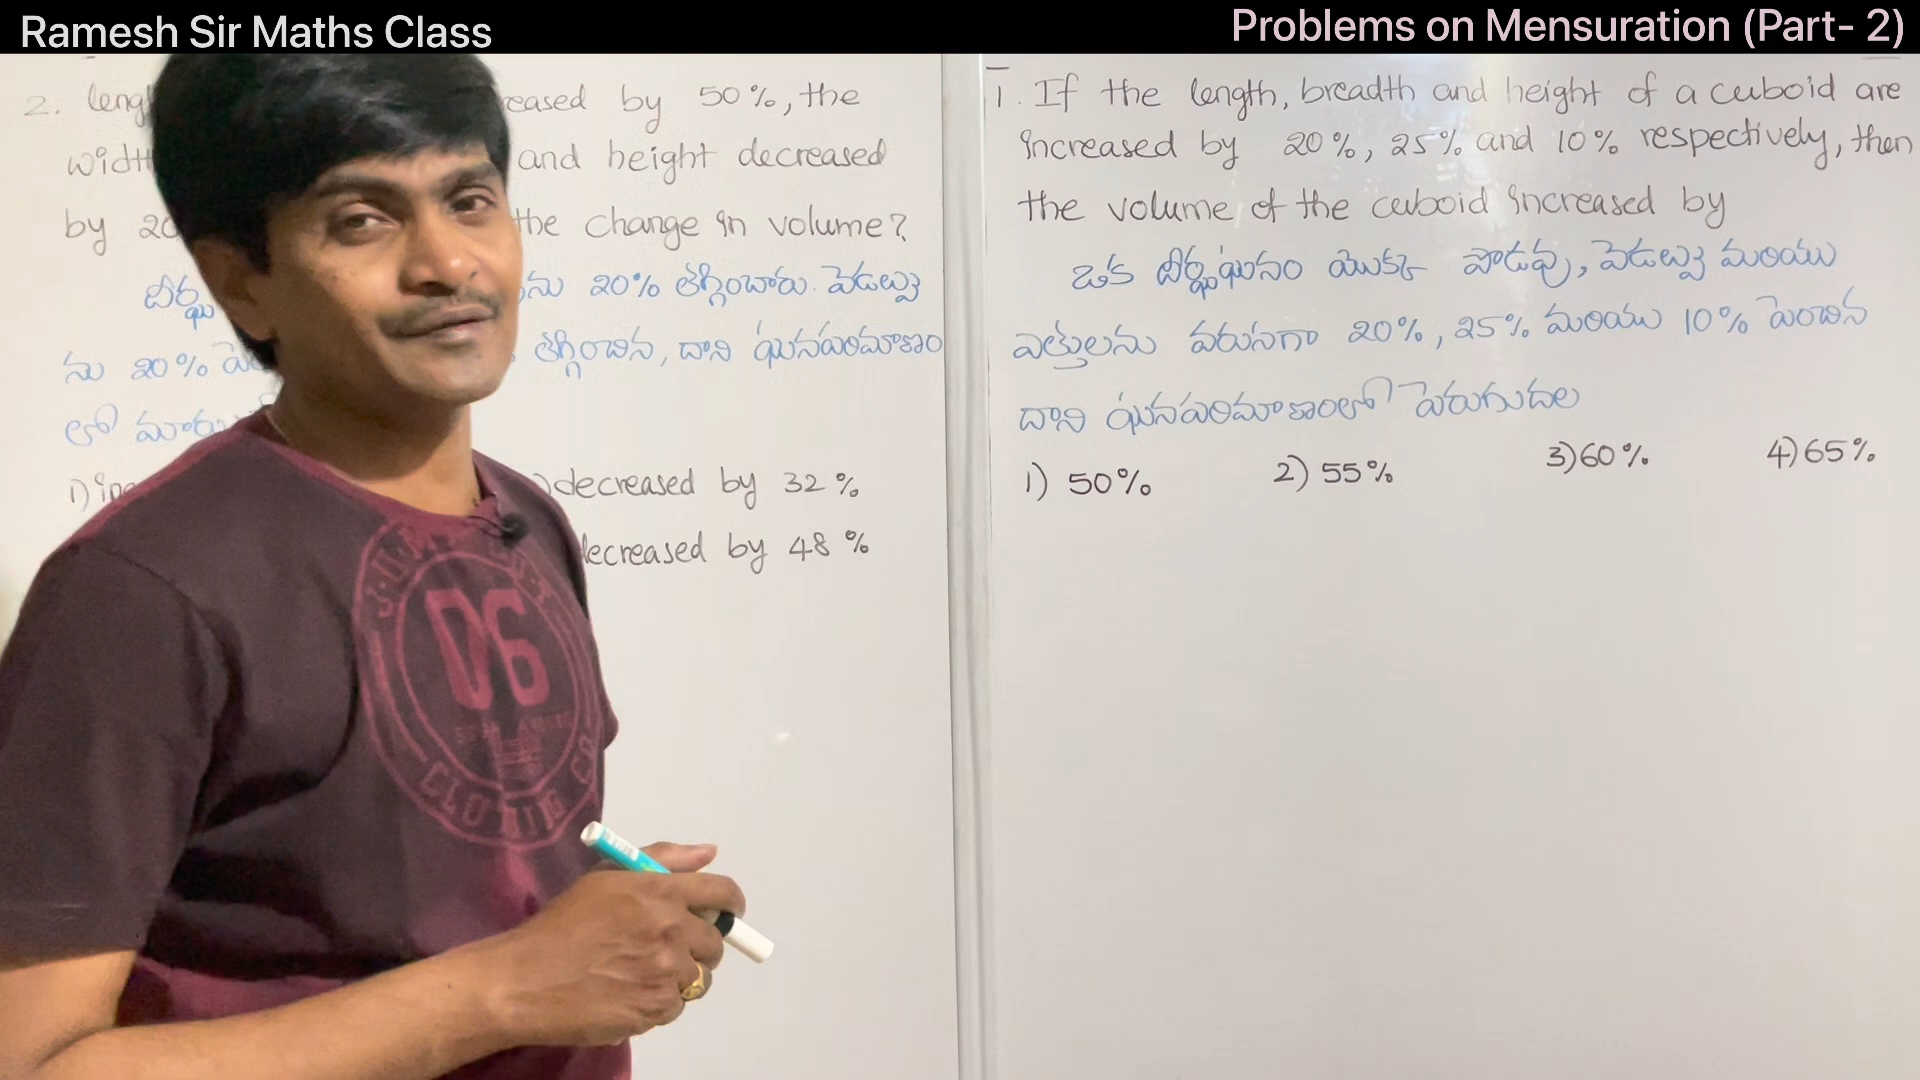 Ramesh Sir Maths Class
Problems on Mensuration (Part- 2)
2. by 50%, the
and height decreased
by the change in volume?
20% తగ్గించారు. వెడల్పు
ను 20% తగ్గించిన, దాని ఘనపరిమాణం
లో
1) decreased by 32%
decreased by 48%
1. If the length, breadth and height of a cuboid are
increased by 20%, 25% and 10% respectively, then
the volume of the cuboid increased by
ఒక దీర్ఘఘనం యొక్క పొడవు, వెడల్పు మరియు
ఎత్తులను వరుసగా 20%, 25% మరియు 10% పెంచిన
దాని ఘనపరిమాణంలో పెరుగుదల
1) 50% 2) 55% 3) 60% 4) 65%
06
CLOTHING CO